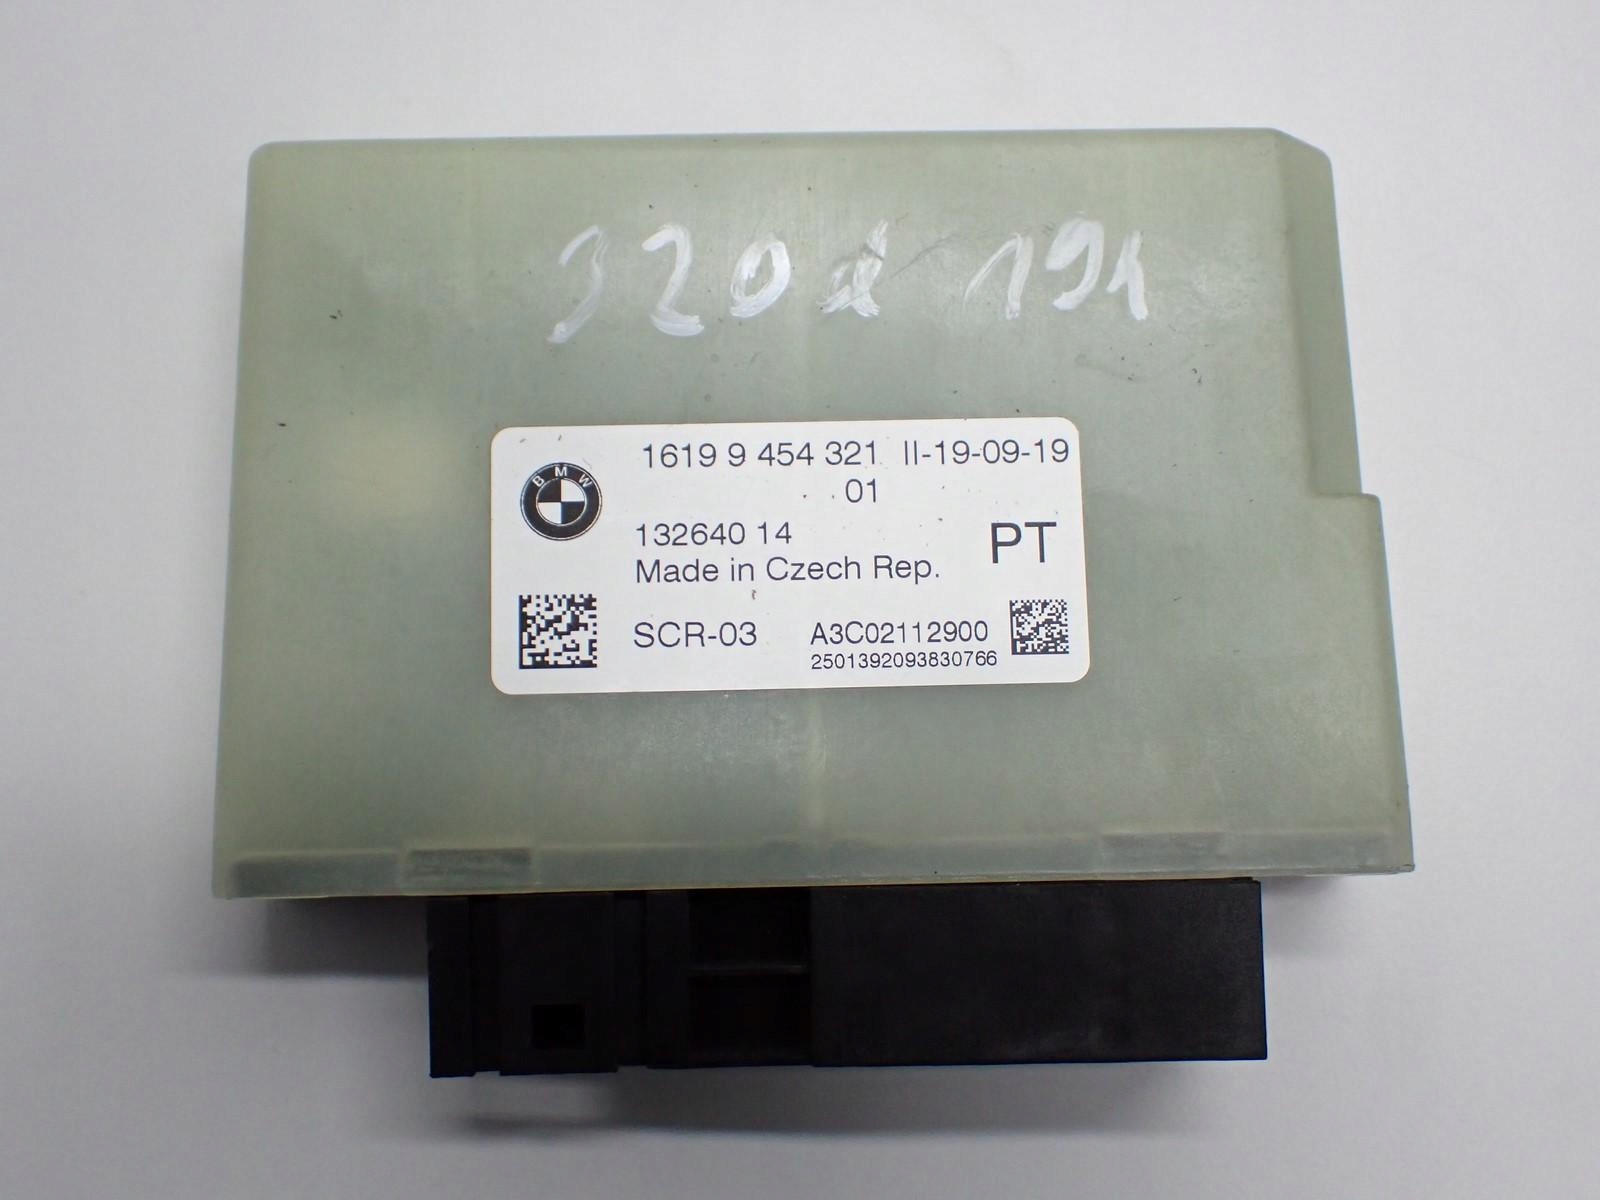 320d 191
1619 9 454 321 II-19-09-19
01
132640 14
PT
Made in Czech Rep.
SCR-03 A3C02112900
2501392093830766
BMW